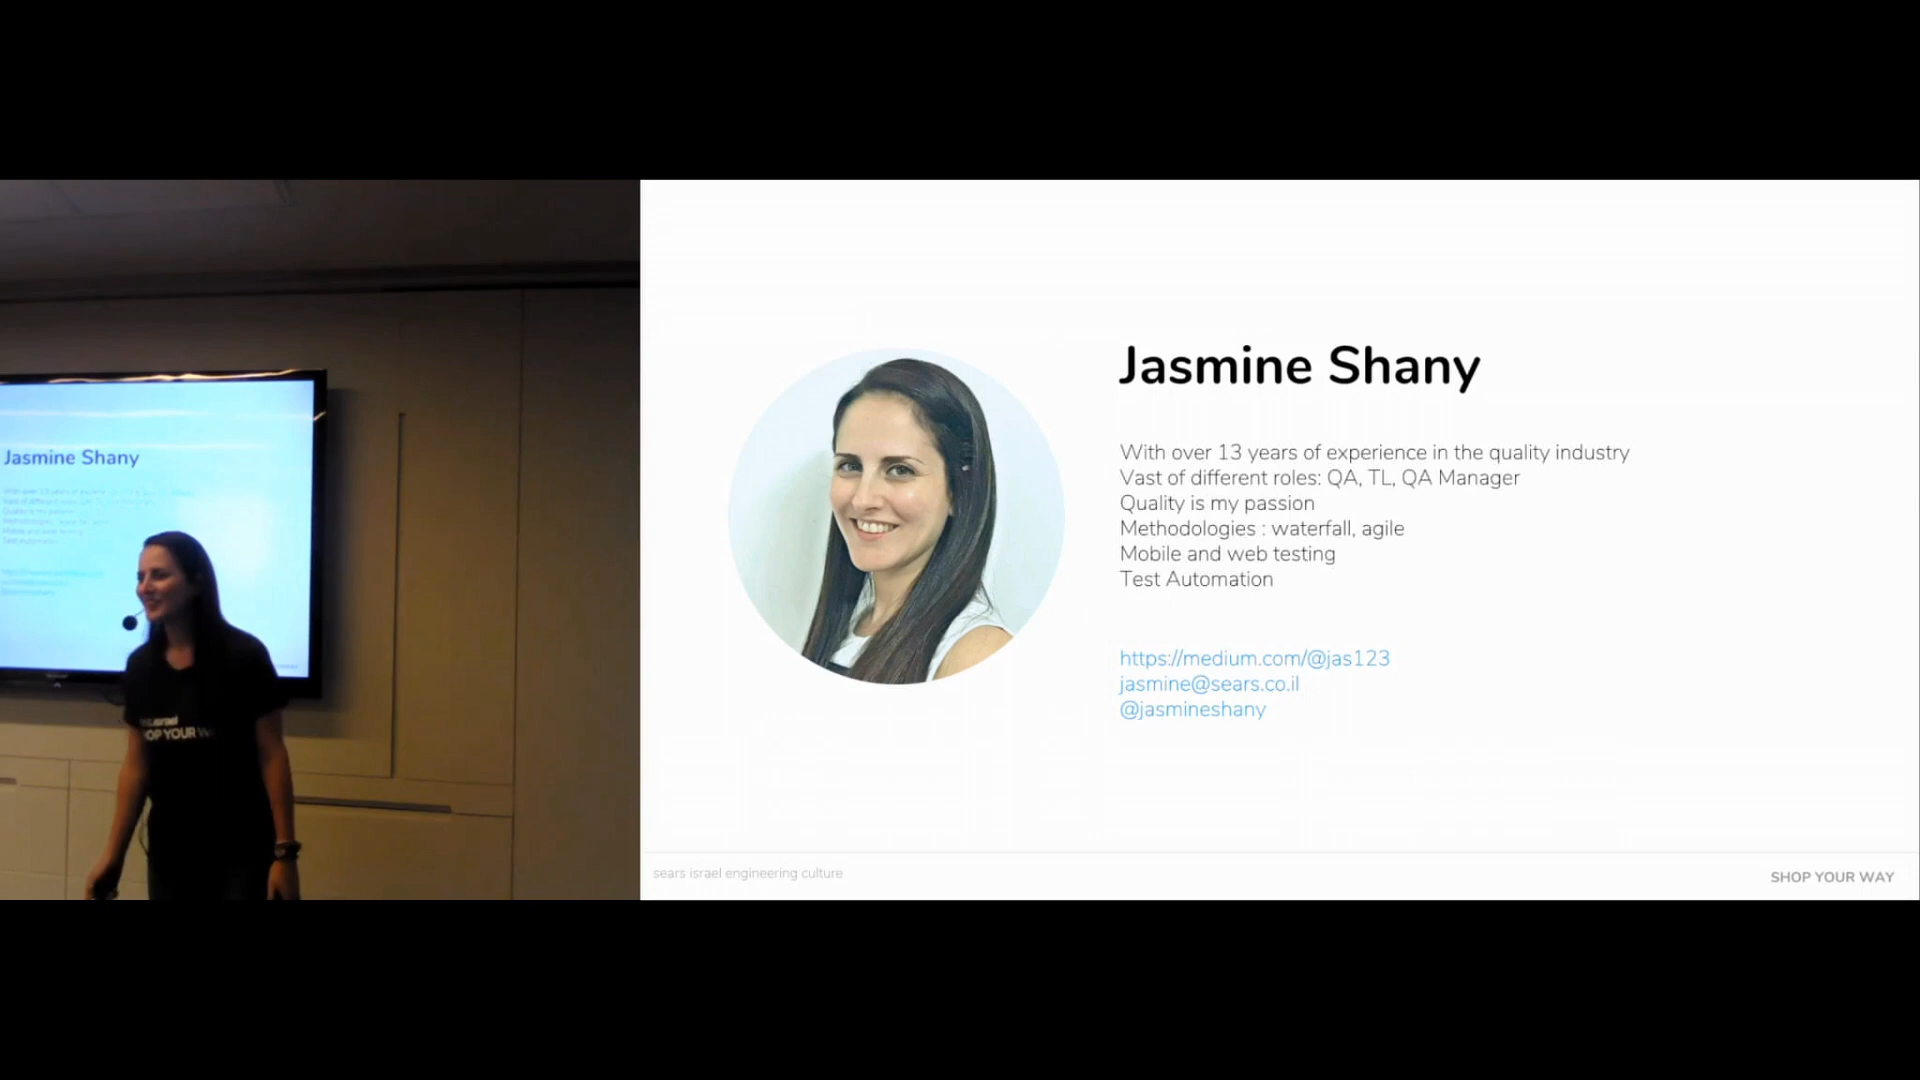 Jasmine Shany
Jasmine Shany
With over 13 years of experience in the quality industry
Vast of different roles: QA, TL, QA Manager
Quality is my passion
Methodologies : waterfall, agile
Mobile and web testing
Test Automation
https://medium.com/@jas123
jasmine@sears.co.il
@jasmineshany
sears israel engineering culture
SHOP YOUR WAY